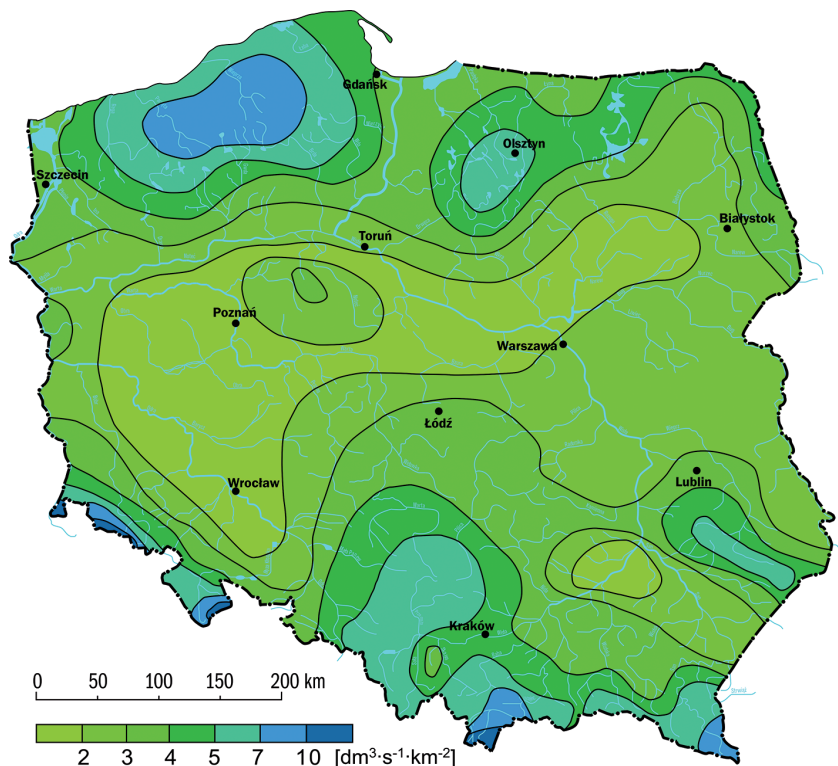 Gdańsk
Olsztyn
Szczecin
Białystok
Toruń
Poznań
Warszawa
Łódź
Lublin
Wrocław
Kraków
0 50 100 150 200 km
2 3 4 5 7 10 [dm³·s⁻¹·km⁻²]